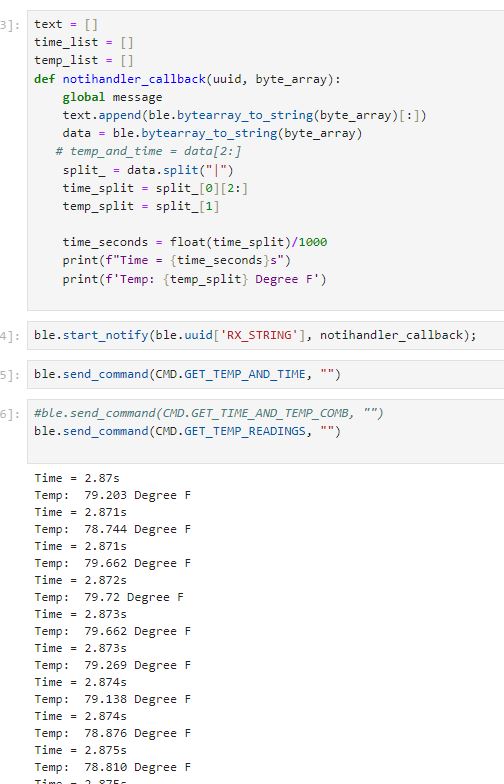 3]:
text = []
time_list = []
temp_list = []
def notihandler_callback(uuid, byte_array):
    global message
    text.append(ble.bytearray_to_string(byte_array)[:])
    data = ble.bytearray_to_string(byte_array)
   # temp_and_time = data[2:]
    split_ = data.split("|")
    time_split = split_[0][2:]
    temp_split = split_[1]
    time_seconds = float(time_split)/1000
    print(f"Time = {time_seconds}s")
    print(f'Temp: {temp_split} Degree F')
4]:
ble.start_notify(ble.uuid['RX_STRING'], notihandler_callback);
5]:
ble.send_command(CMD.GET_TEMP_AND_TIME, "")
6]:
#ble.send_command(CMD.GET_TIME_AND_TEMP_COMB, "")
ble.send_command(CMD.GET_TEMP_READINGS, "")
Time = 2.87s
Temp:  79.203 Degree F
Time = 2.871s
Temp:  78.744 Degree F
Time = 2.871s
Temp:  79.662 Degree F
Time = 2.872s
Temp:  79.72 Degree F
Time = 2.873s
Temp:  79.662 Degree F
Time = 2.873s
Temp:  79.269 Degree F
Time = 2.874s
Temp:  79.138 Degree F
Time = 2.874s
Temp:  78.876 Degree F
Time = 2.875s
Temp:  78.810 Degree F
Time = 2.875s